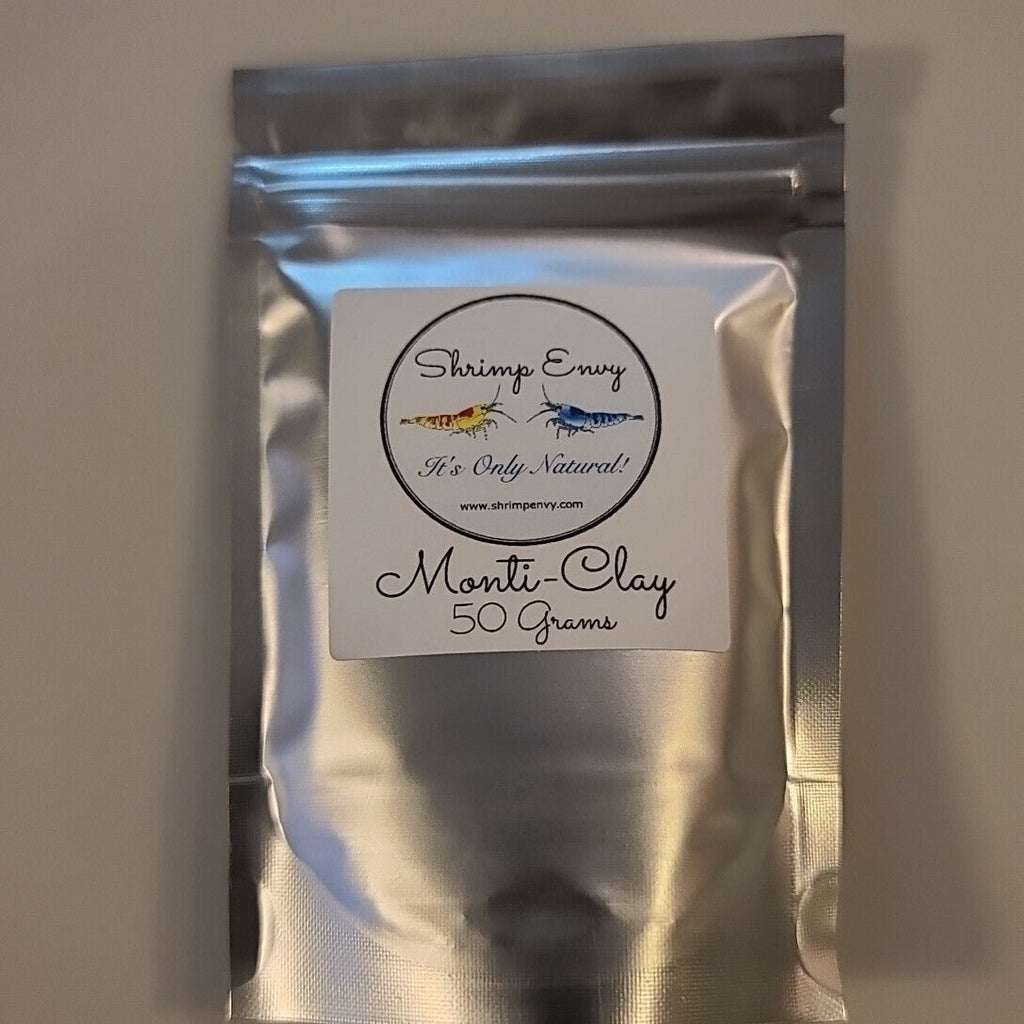 Shrimp Envy
It's Only Natural!
www.shrimpenvy.com
Monti-Clay
50 Grams